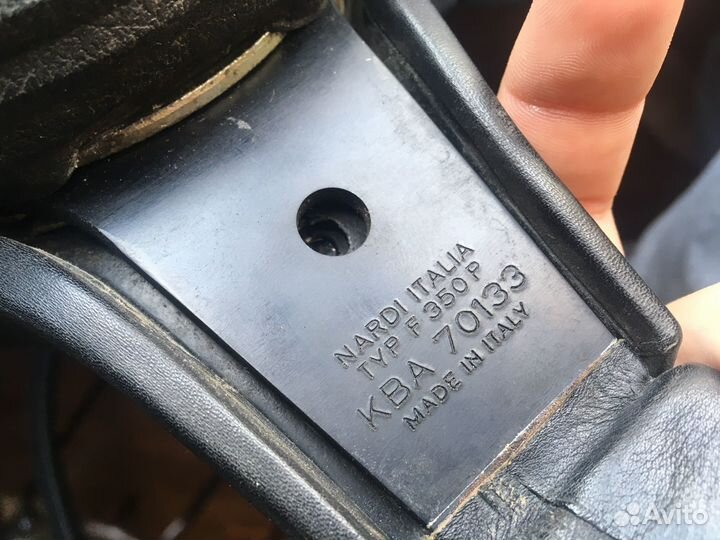 NARDI ITALIA
TYP F 350 P
KBA 70133
MADE IN ITALY
Avito